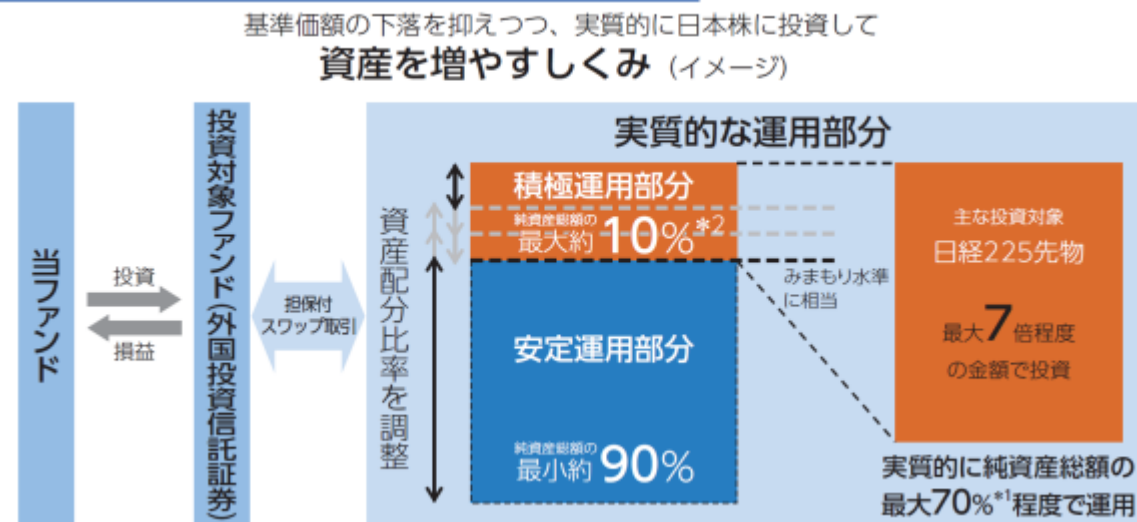 基準価額の下落を抑えつつ、実質的に日本株に投資して
資産を増やすしくみ（イメージ）
当ファンド
投資
損益
投資対象ファンド（外国投資信託証券）
担保付
スワップ取引
実質的な運用部分
資産配分比率を調整
積極運用部分
純資産総額の
最大約10%*2
安定運用部分
純資産総額の
最小約90%
みまもり水準
に相当
主な投資対象
日経225先物
最大7倍程度
の金額で投資
実質的に純資産総額の
最大70%*1程度で運用